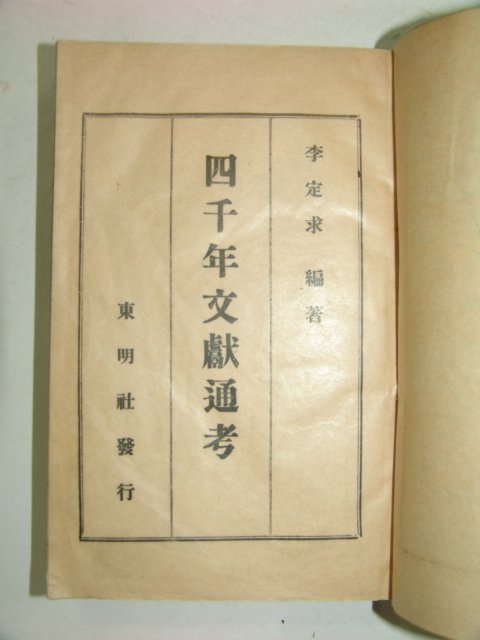 李定求 編著
四千年文獻通考
東明社發行